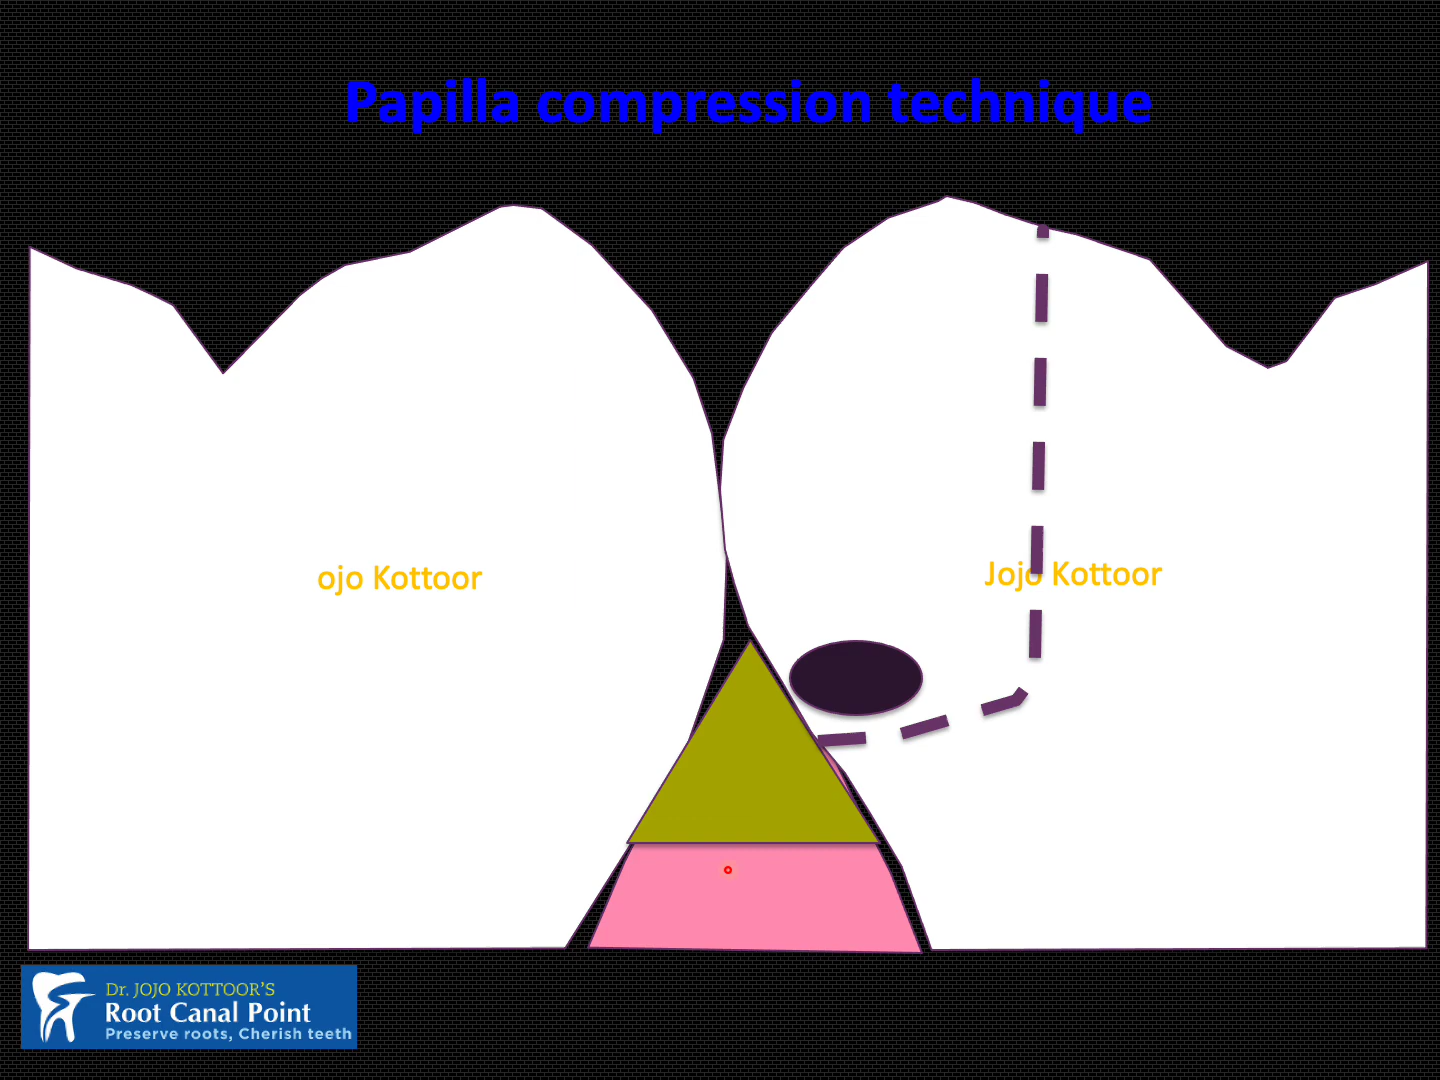 Papilla compression technique
ojo Kottoor
Jojo Kottoor
Dr. JOJO KOTTOOR'S
Root Canal Point
Preserve roots, Cherish teeth